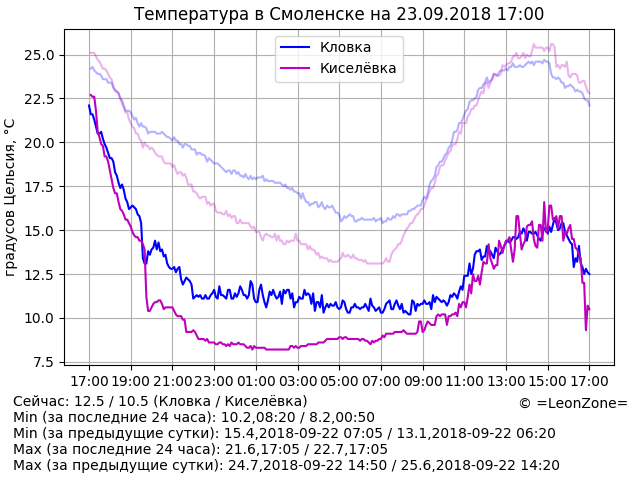 Температура в Смоленске на 23.09.2018 17:00
Кловка
Киселёвка
градусов Цельсия, °C
25.0
22.5
20.0
17.5
15.0
12.5
10.0
7.5
17:00 19:00 21:00 23:00 01:00 03:00 05:00 07:00 09:00 11:00 13:00 15:00 17:00
Сейчас: 12.5 / 10.5 (Кловка / Киселёвка)
© =LeonZone=
Min (за последние 24 часа): 10.2,08:20 / 8.2,00:50
Min (за предыдущие сутки): 15.4,2018-09-22 07:05 / 13.1,2018-09-22 06:20
Max (за последние 24 часа): 21.6,17:05 / 22.7,17:05
Max (за предыдущие сутки): 24.7,2018-09-22 14:50 / 25.6,2018-09-22 14:20